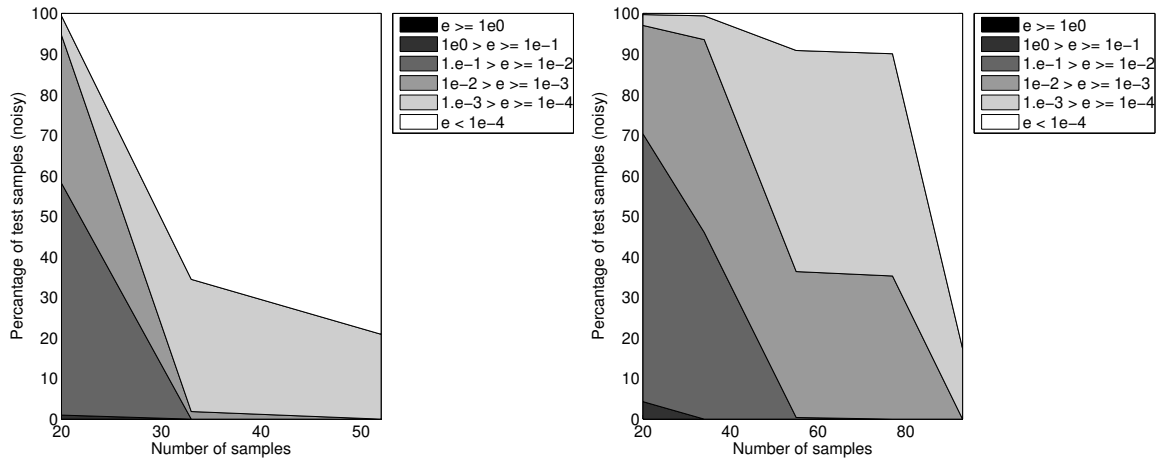 100
90
80
70
60
50
40
30
20
10
0
Percantage of test samples (noisy)
20 30 40 50
Number of samples
e >= 1e0
1e0 > e >= 1e-1
1.e-1 > e >= 1e-2
1e-2 > e >= 1e-3
1.e-3 > e >= 1e-4
e < 1e-4
100
90
80
70
60
50
40
30
20
10
0
Percantage of test samples (noisy)
20 40 60 80
Number of samples
e >= 1e0
1e0 > e >= 1e-1
1.e-1 > e >= 1e-2
1e-2 > e >= 1e-3
1.e-3 > e >= 1e-4
e < 1e-4